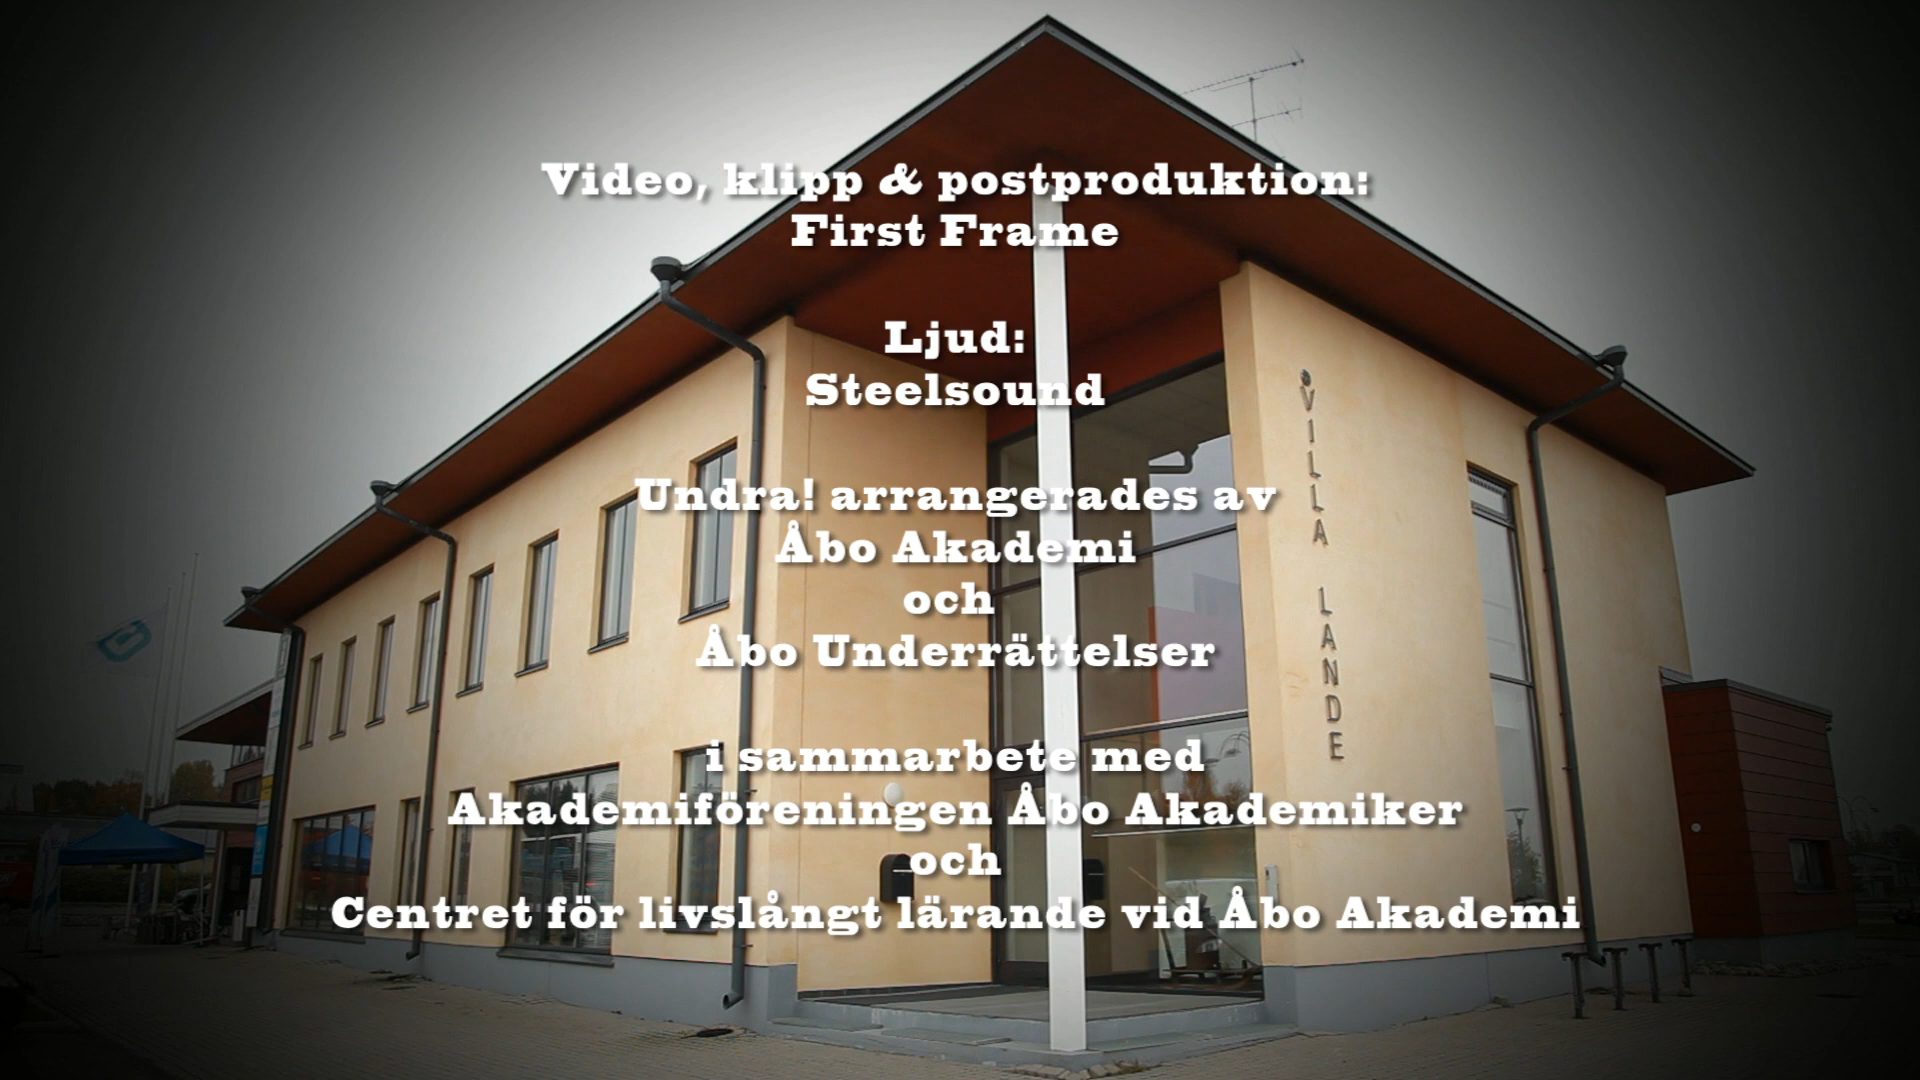 Video, klipp & postproduktion:
First Frame
Ljud:
Steelsound
Undra! arrangerades av
Åbo Akademi
och
Åbo Underrättelser
i sammarbete med
Akademiföreningen Åbo Akademiker
och
Centret för livslångt lärande vid Åbo Akademi
VILLA LANDE